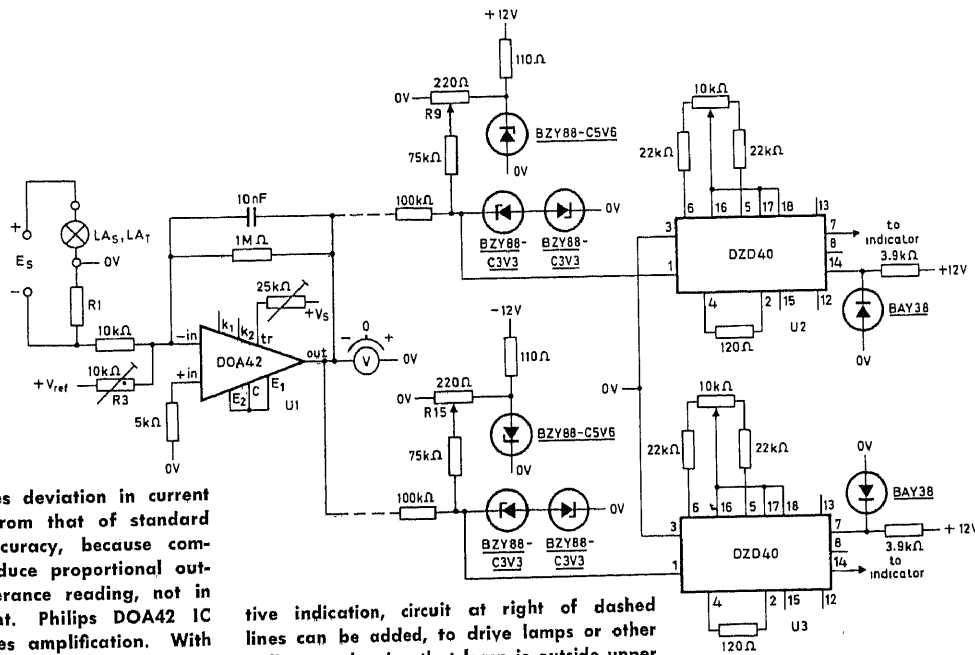 +12V
110Ω
220Ω
0V
R9
BZY88-C5V6
75kΩ
0V
10kΩ
22kΩ
22kΩ
10nF
100kΩ
0V
BZY88-C3V3
BZY88-C3V3
6 16 5 17 18 13
3
1
DZD40
7
8
14
to indicator
3.9kΩ
+12V
4 2 15 12
U2
120Ω
BAY38
0V
+
ES
-
LAS, LAT
0V
R1
1MΩ
25kΩ
+VS
10kΩ
-in
k1
k2
tr
DOA42
out
- 0 +
V
0V
+Vref
10kΩ
R3
+in
E2
C
E1
U1
5kΩ
0V
-12V
110Ω
220Ω
0V
R15
BZY88-C5V6
75kΩ
0V
0V
10kΩ
22kΩ
22kΩ
0V
BAY38
100kΩ
0V
BZY88-C3V3
BZY88-C3V3
6 16 5 17 18 13
3
1
DZD40
7
8
14
3.9kΩ
+12V
to indicator
4 2 15 12
U3
120Ω
es deviation in current
rom that of standard
curacy, because com-
duce proportional out-
erance reading, not in
nt. Philips DOA42 IC
es amplification. With
tive indication, circuit at right of dashed
lines can be added, to drive lamps or other